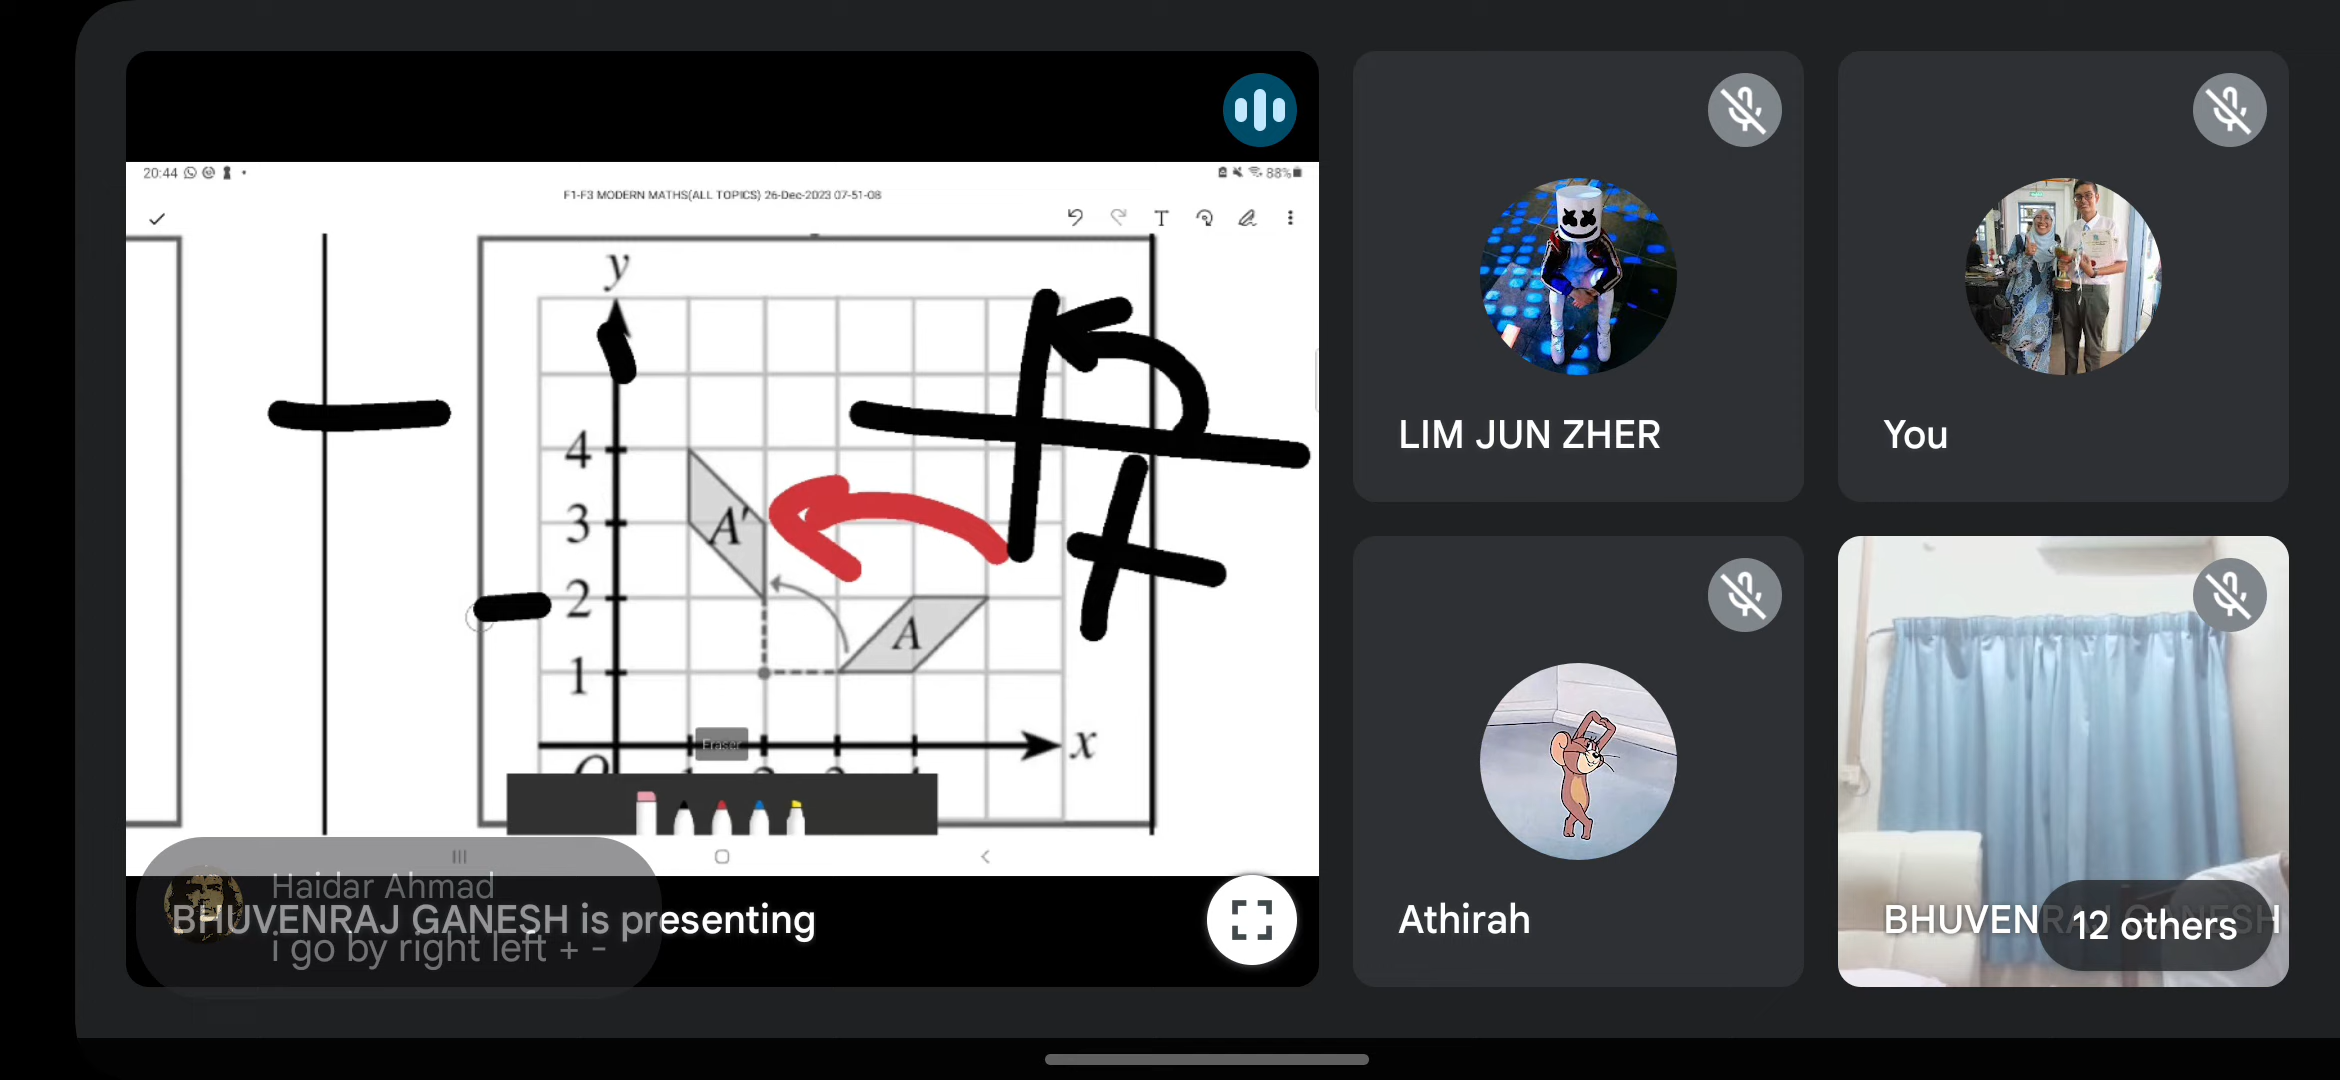 20:44
88%
F1-F3 MODERN MATHS(ALL TOPICS) 26-Dec-2023 07-51-08
T
y
4
3
2
1
A'
A
x
Eraser
Haidar Ahmad
BHUVENRAJ GANESH is presenting
i go by right left + -
LIM JUN ZHER
You
Athirah
BHUVENRAJ GANESH
12 others